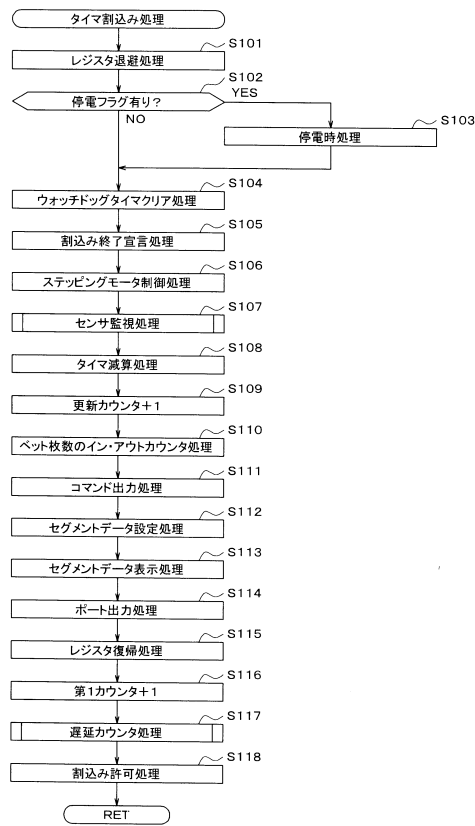 タイマ割込み処理
S101
レジスタ退避処理
S102
停電フラグ有り?
YES
NO
S103
停電時処理
S104
ウォッチドッグタイマクリア処理
S105
割込み終了宣言処理
S106
ステッピングモータ制御処理
S107
センサ監視処理
S108
タイマ減算処理
S109
更新カウンタ+1
S110
ベット枚数のイン・アウトカウンタ処理
S111
コマンド出力処理
S112
セグメントデータ設定処理
S113
セグメントデータ表示処理
S114
ポート出力処理
S115
レジスタ復帰処理
S116
第1カウンタ+1
S117
遅延カウンタ処理
S118
割込み許可処理
RET